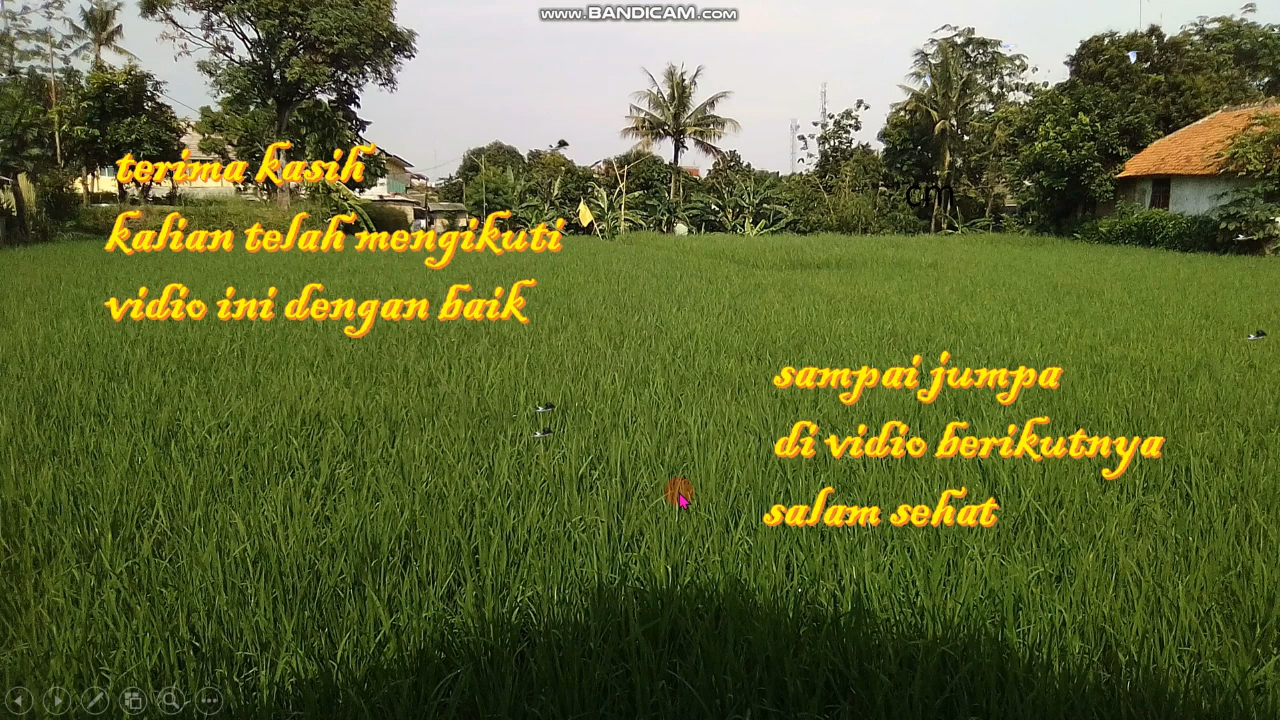 www.BANDICAM.com
terima kasih
kalian telah mengikuti
vidio ini dengan baik
cm
sampai jumpa
di vidio berikutnya
salam sehat